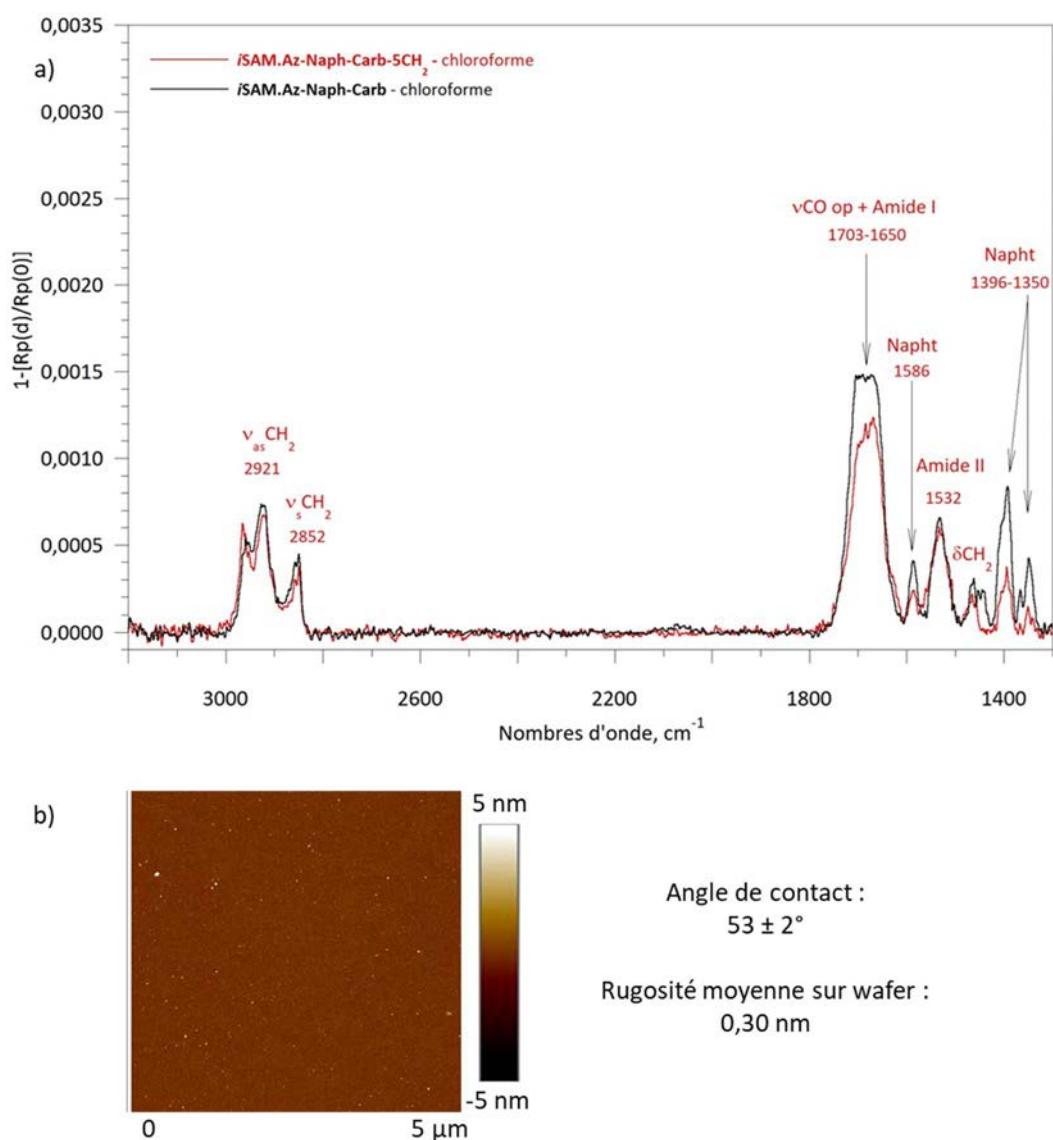 a)
iSAM.Az-Naph-Carb-5CH₂ - chloroforme
iSAM.Az-Naph-Carb - chloroforme
0,0035
0,0030
0,0025
0,0020
0,0015
0,0010
0,0005
0,0000
1-[Rp(d)/Rp(0)]
νCO op + Amide I
1703-1650
Napht
1396-1350
Napht
1586
Amide II
1532
δCH₂
νₐₛCH₂
2921
νₛCH₂
2852
3000
2600
2200
1800
1400
Nombres d'onde, cm⁻¹
b)
5 nm
-5 nm
0
5 µm
Angle de contact :
53 ± 2°
Rugosité moyenne sur wafer :
0,30 nm